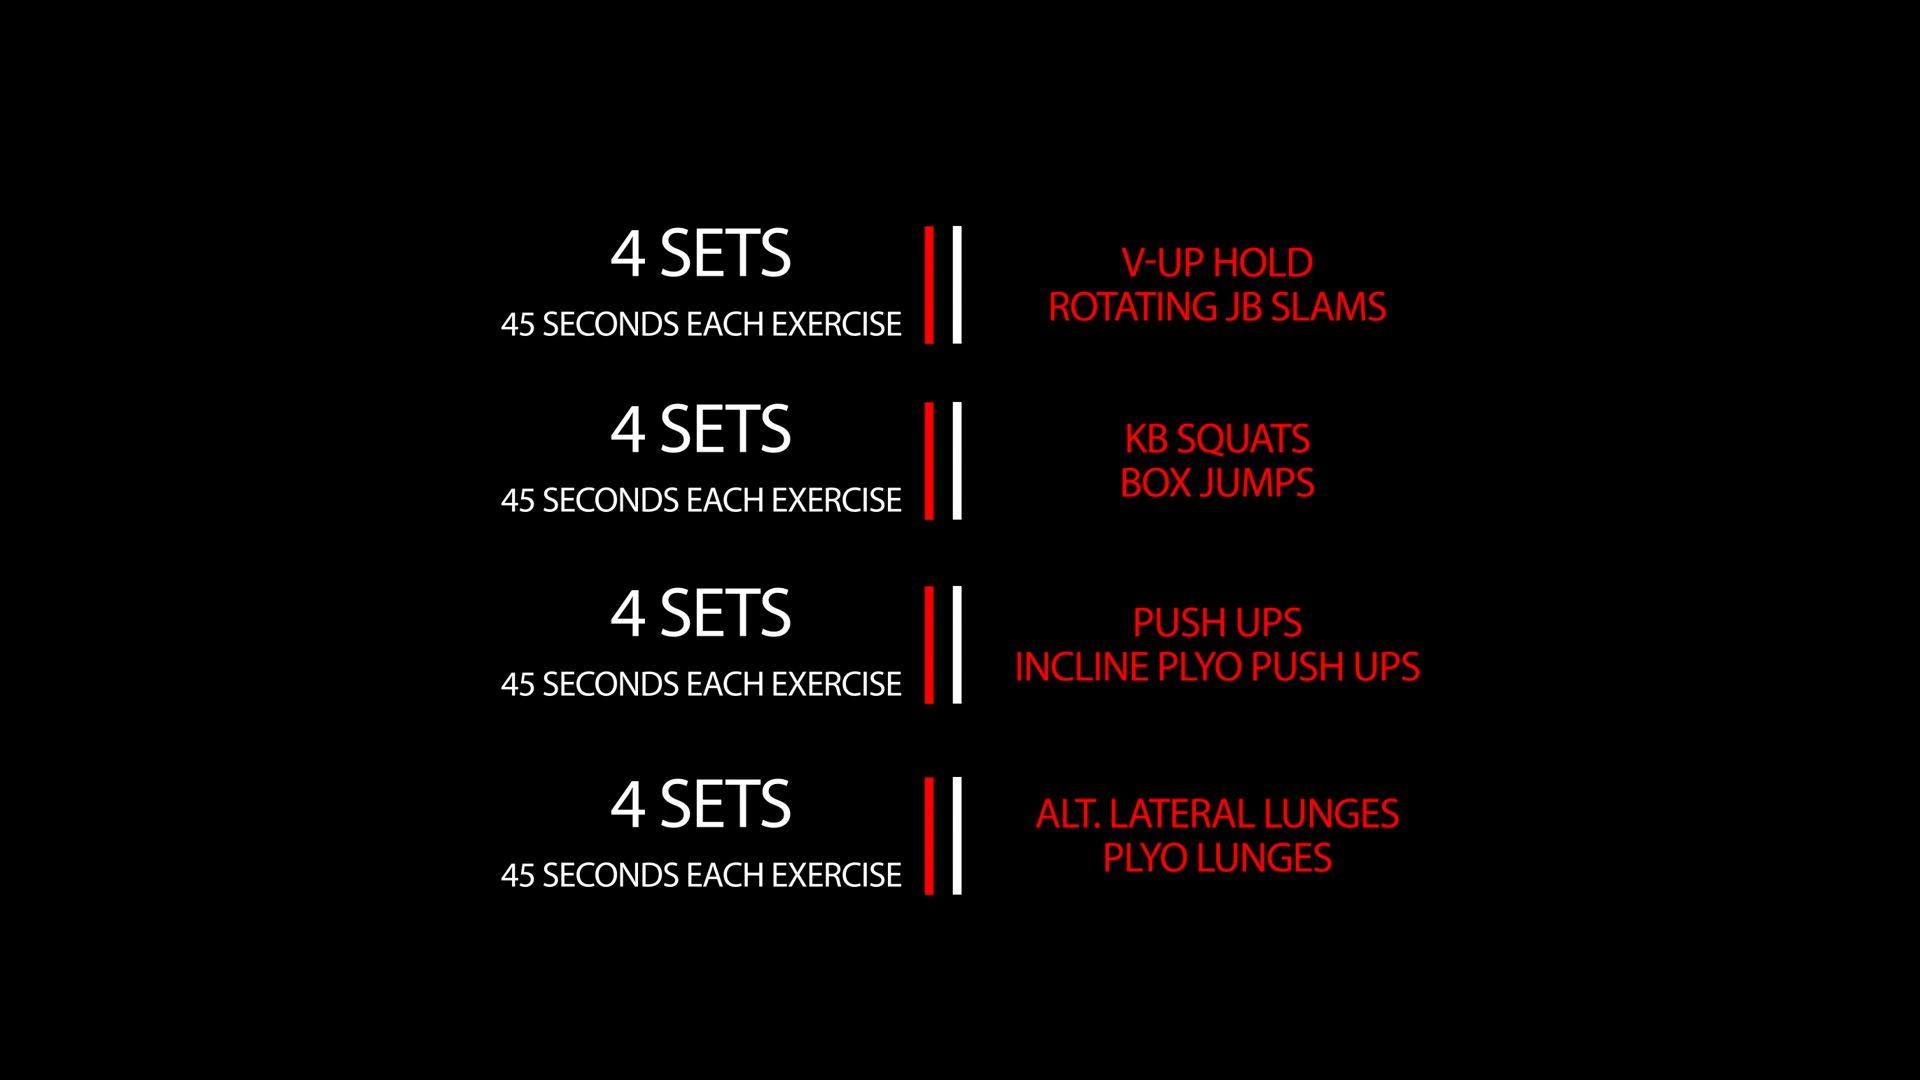 4 SETS
45 SECONDS EACH EXERCISE
V-UP HOLD
ROTATING JB SLAMS
4 SETS
45 SECONDS EACH EXERCISE
KB SQUATS
BOX JUMPS
4 SETS
45 SECONDS EACH EXERCISE
PUSH UPS
INCLINE PLYO PUSH UPS
4 SETS
45 SECONDS EACH EXERCISE
ALT. LATERAL LUNGES
PLYO LUNGES